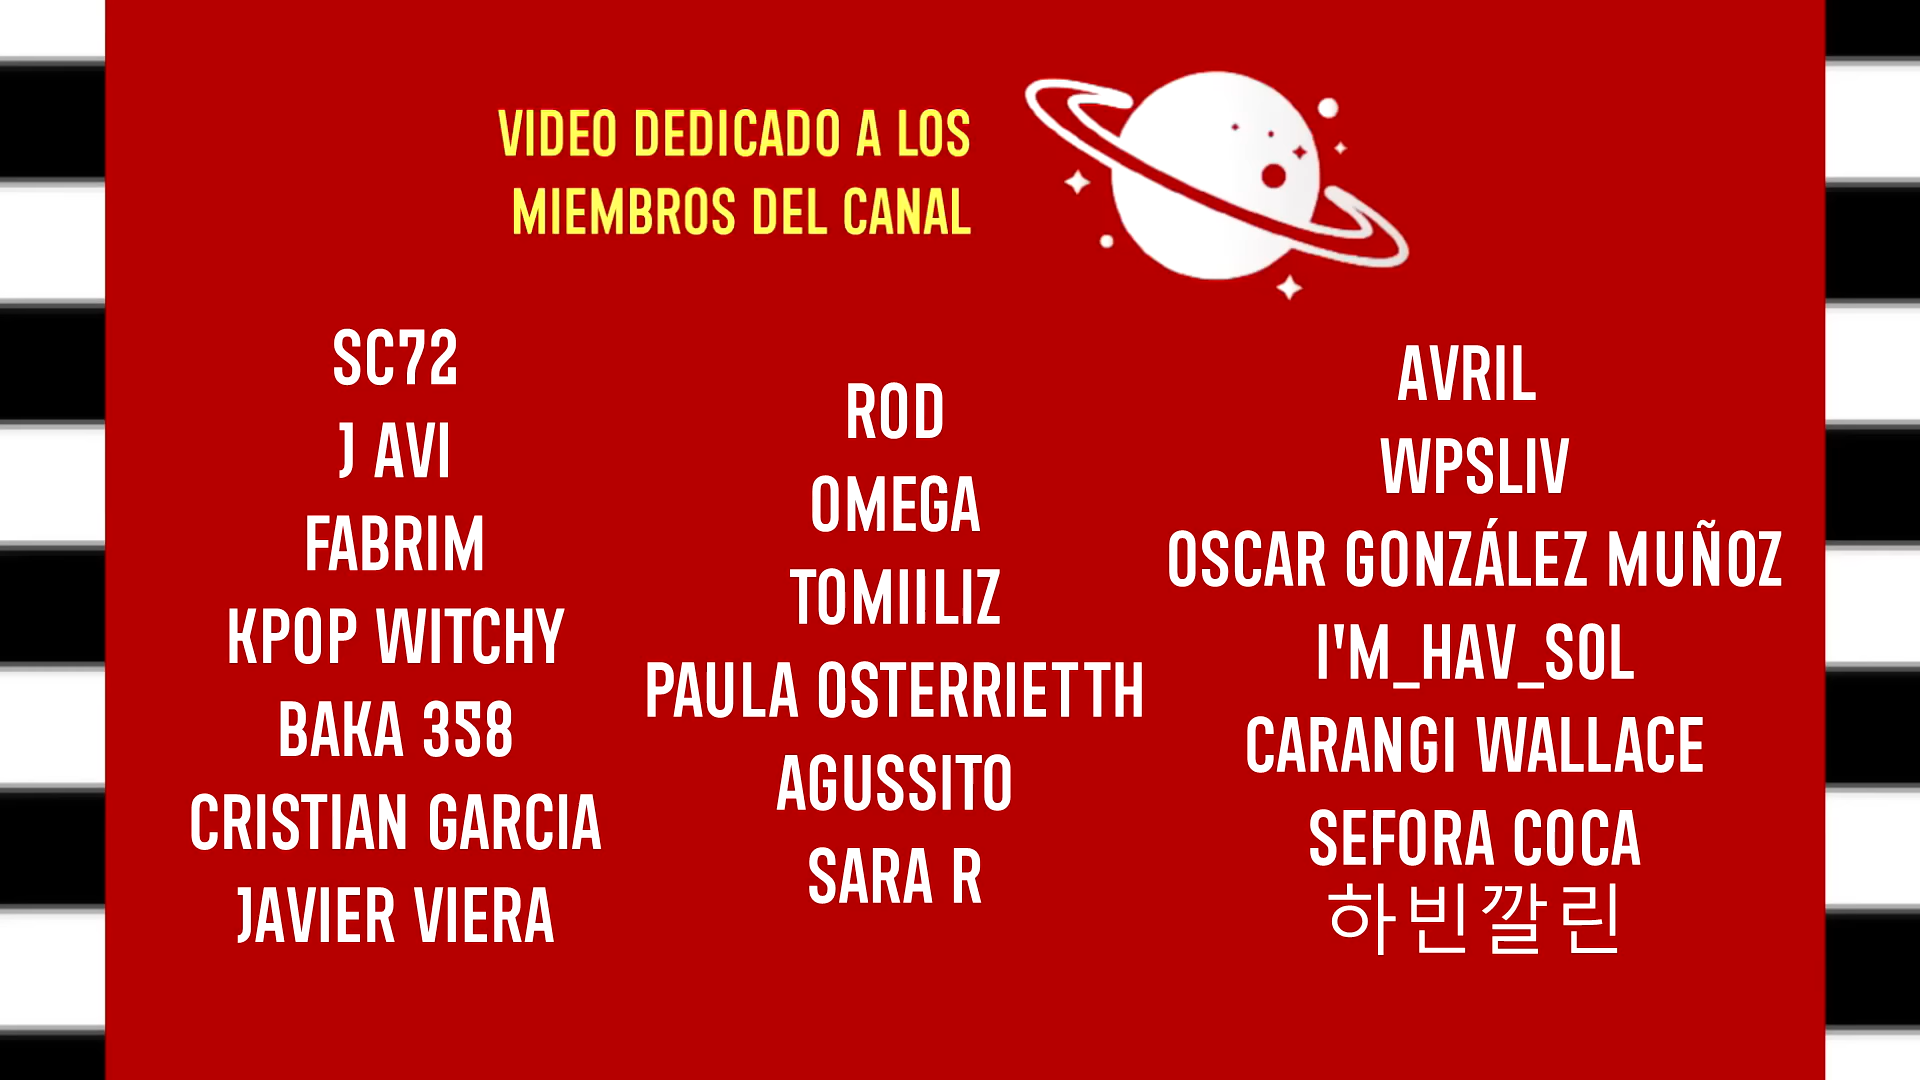 VIDEO DEDICADO A LOS
MIEMBROS DEL CANAL
SC72
J AVI
FABRIM
KPOP WITCHY
BAKA 358
CRISTIAN GARCIA
JAVIER VIERA
ROD
OMEGA
TOMIILIZ
PAULA OSTERRIETTH
AGUSSITO
SARA R
AVRIL
WPSLIV
OSCAR GONZÁLEZ MUÑOZ
I'M_HAV_SOL
CARANGI WALLACE
SEFORA COCA
하빈깔린